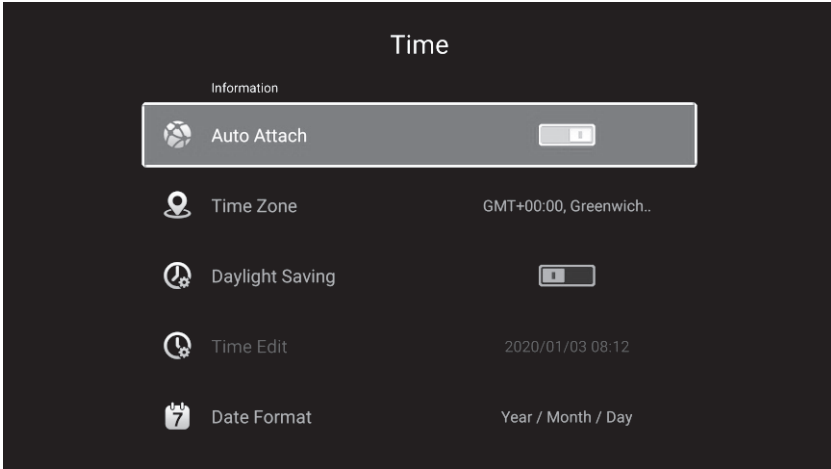 Time
Information
Auto Attach
Time Zone GMT+00:00, Greenwich..
Daylight Saving
Time Edit 2020/01/03 08:12
7 Date Format Year / Month / Day